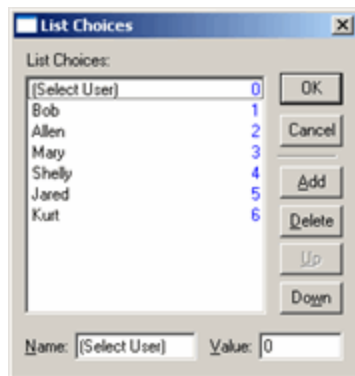 List Choices
List Choices:
(Select User) 0
Bob 1
Allen 2
Mary 3
Shelly 4
Jared 5
Kurt 6
OK
Cancel
Add
Delete
Up
Down
Name: (Select User) Value: 0